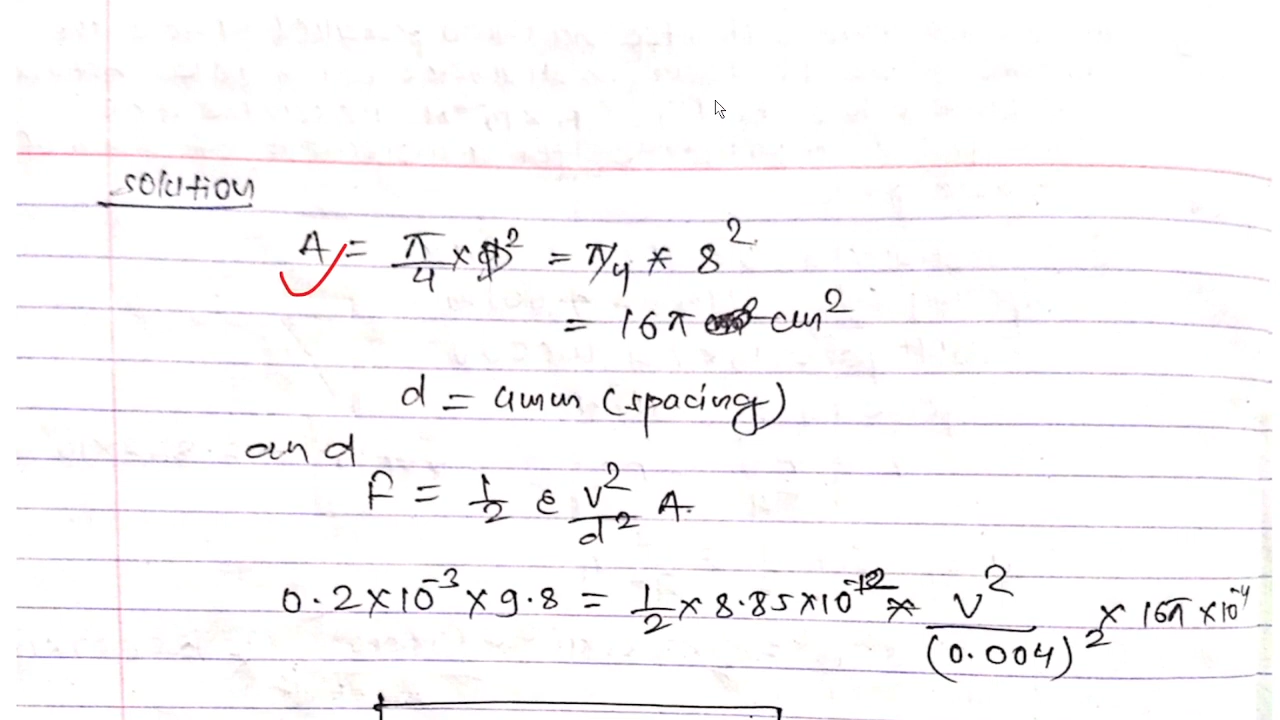 solution
A = π/4 × D² = π/4 * 8²
= 16π cm²
d = 4mm (spacing)
and
F = 1/2 ε V²/d² A.
0.2×10⁻³×9.8 = 1/2 × 8.85×10⁻¹² * V²/(0.004)² × 16π ×10⁻⁴